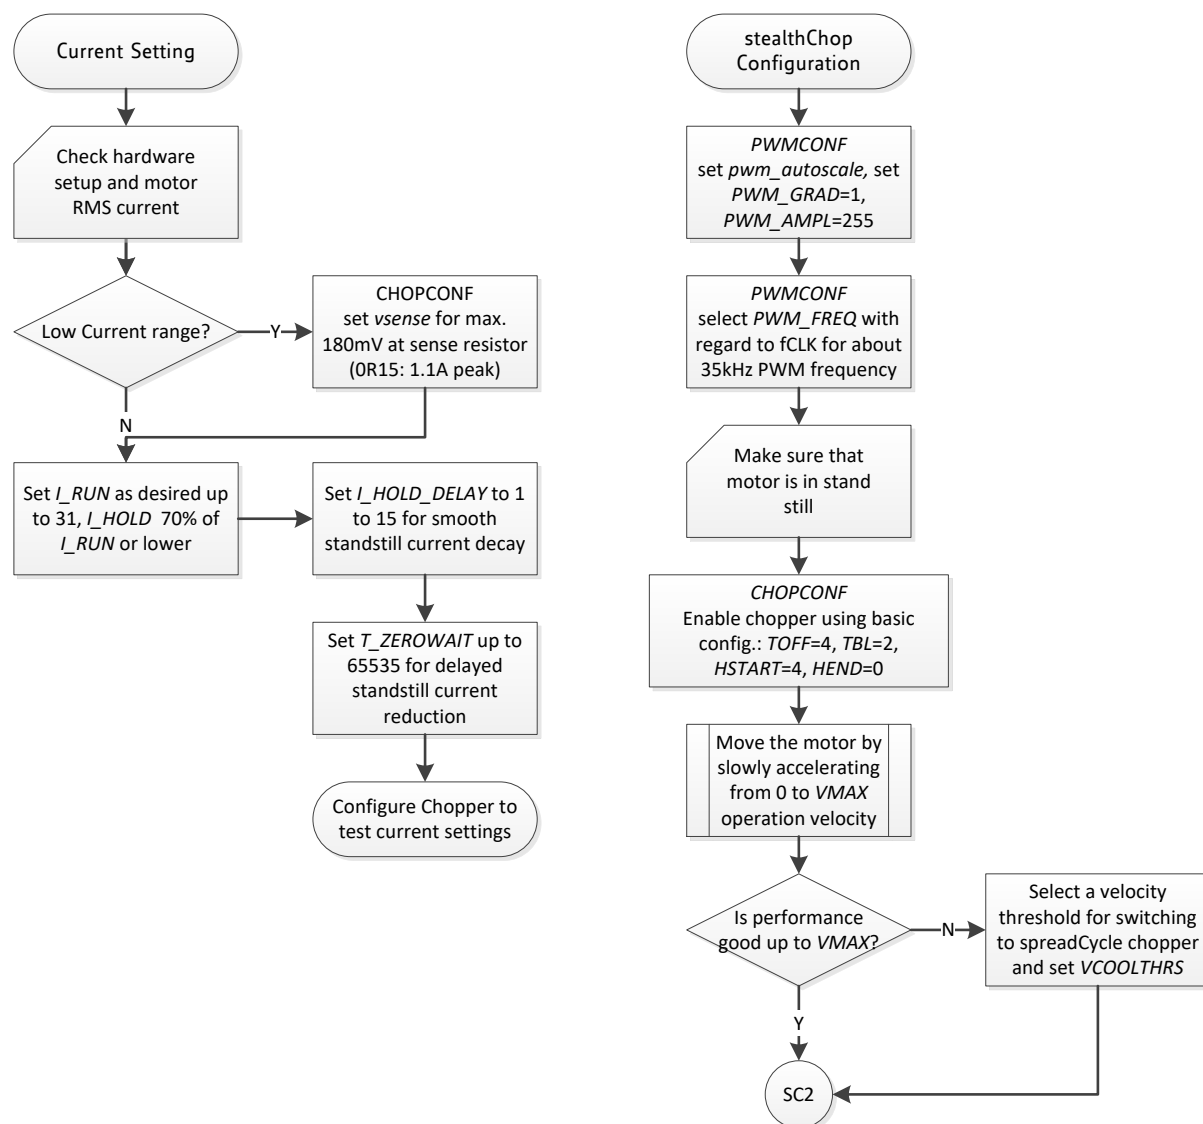 Current Setting
Check hardware
setup and motor
RMS current
Low Current range?
Y
CHOPCONF
set vsense for max.
180mV at sense resistor
(0R15: 1.1A peak)
N
Set I_RUN as desired up
to 31, I_HOLD 70% of
I_RUN or lower
Set I_HOLD_DELAY to 1
to 15 for smooth
standstill current decay
Set T_ZEROWAIT up to
65535 for delayed
standstill current
reduction
Configure Chopper to
test current settings
stealthChop
Configuration
PWMCONF
set pwm_autoscale, set
PWM_GRAD=1,
PWM_AMPL=255
PWMCONF
select PWM_FREQ with
regard to fCLK for about
35kHz PWM frequency
Make sure that
motor is in stand
still
CHOPCONF
Enable chopper using basic
config.: TOFF=4, TBL=2,
HSTART=4, HEND=0
Move the motor by
slowly accelerating
from 0 to VMAX
operation velocity
Is performance
good up to VMAX?
N
Select a velocity
threshold for switching
to spreadCycle chopper
and set VCOOLTHRS
Y
SC2